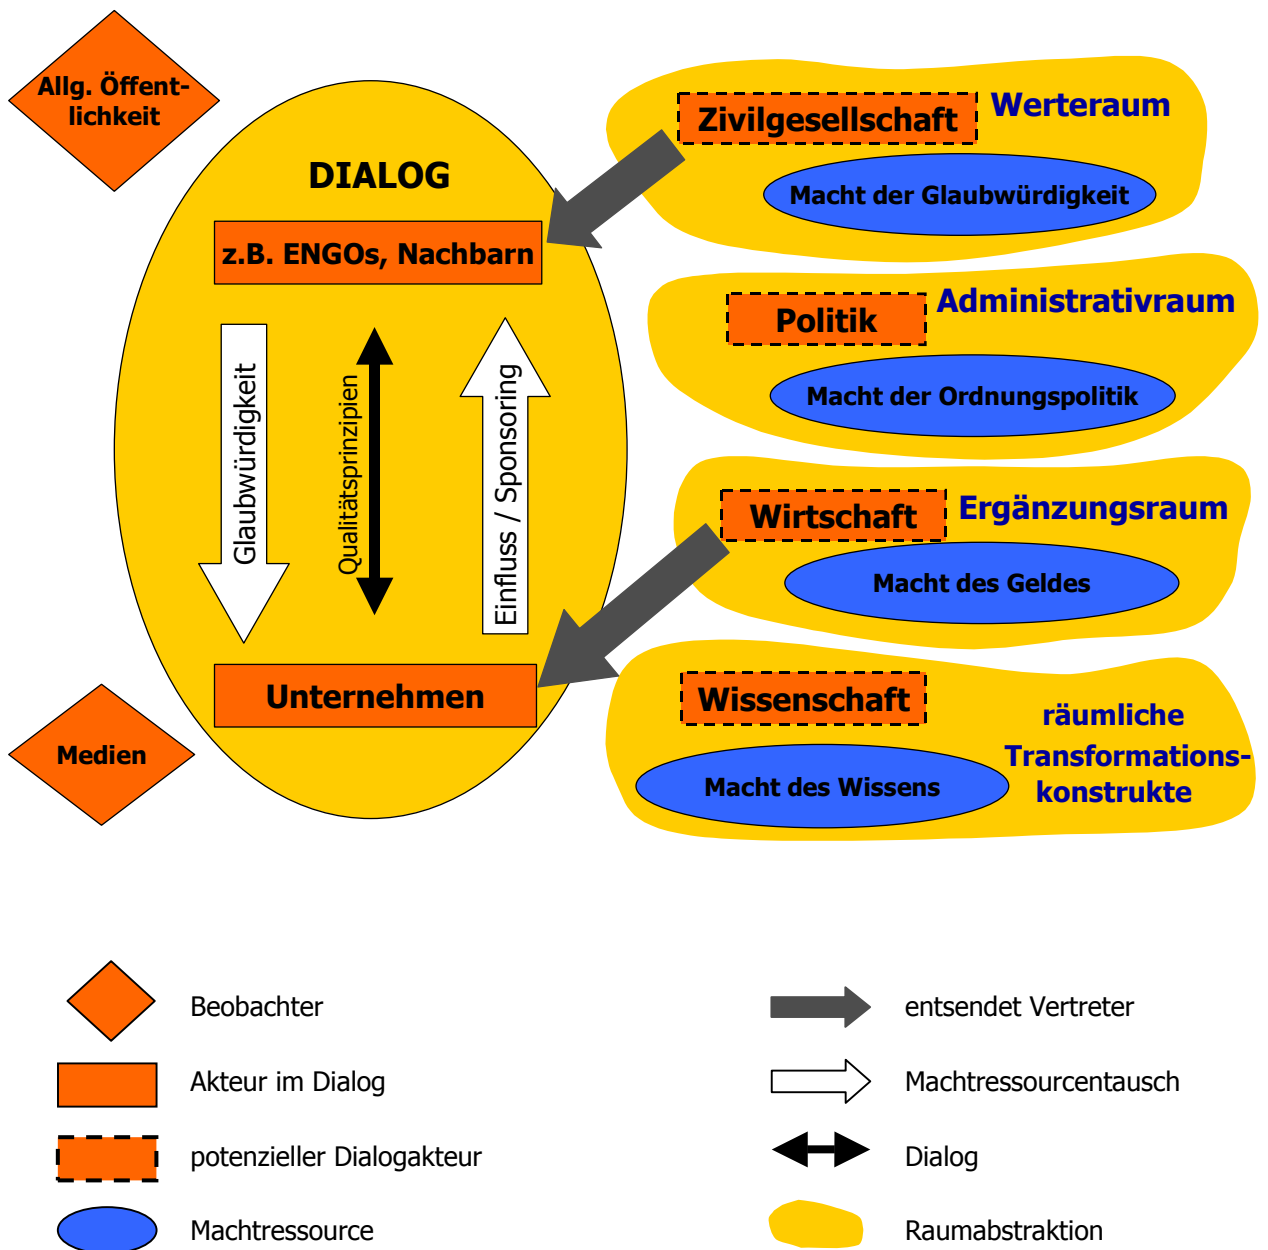 Allg. Öffent-
lichkeit
DIALOG
z.B. ENGOs, Nachbarn
Glaubwürdigkeit
Qualitätsprinzipien
Einfluss / Sponsoring
Unternehmen
Medien
Zivilgesellschaft
Werteraum
Macht der Glaubwürdigkeit
Politik
Administrativraum
Macht der Ordnungspolitik
Wirtschaft
Ergänzungsraum
Macht des Geldes
Wissenschaft
räumliche
Transformations-
konstrukte
Macht des Wissens
Beobachter
Akteur im Dialog
potenzieller Dialogakteur
Machtressource
entsendet Vertreter
Machtressourcentausch
Dialog
Raumabstraktion